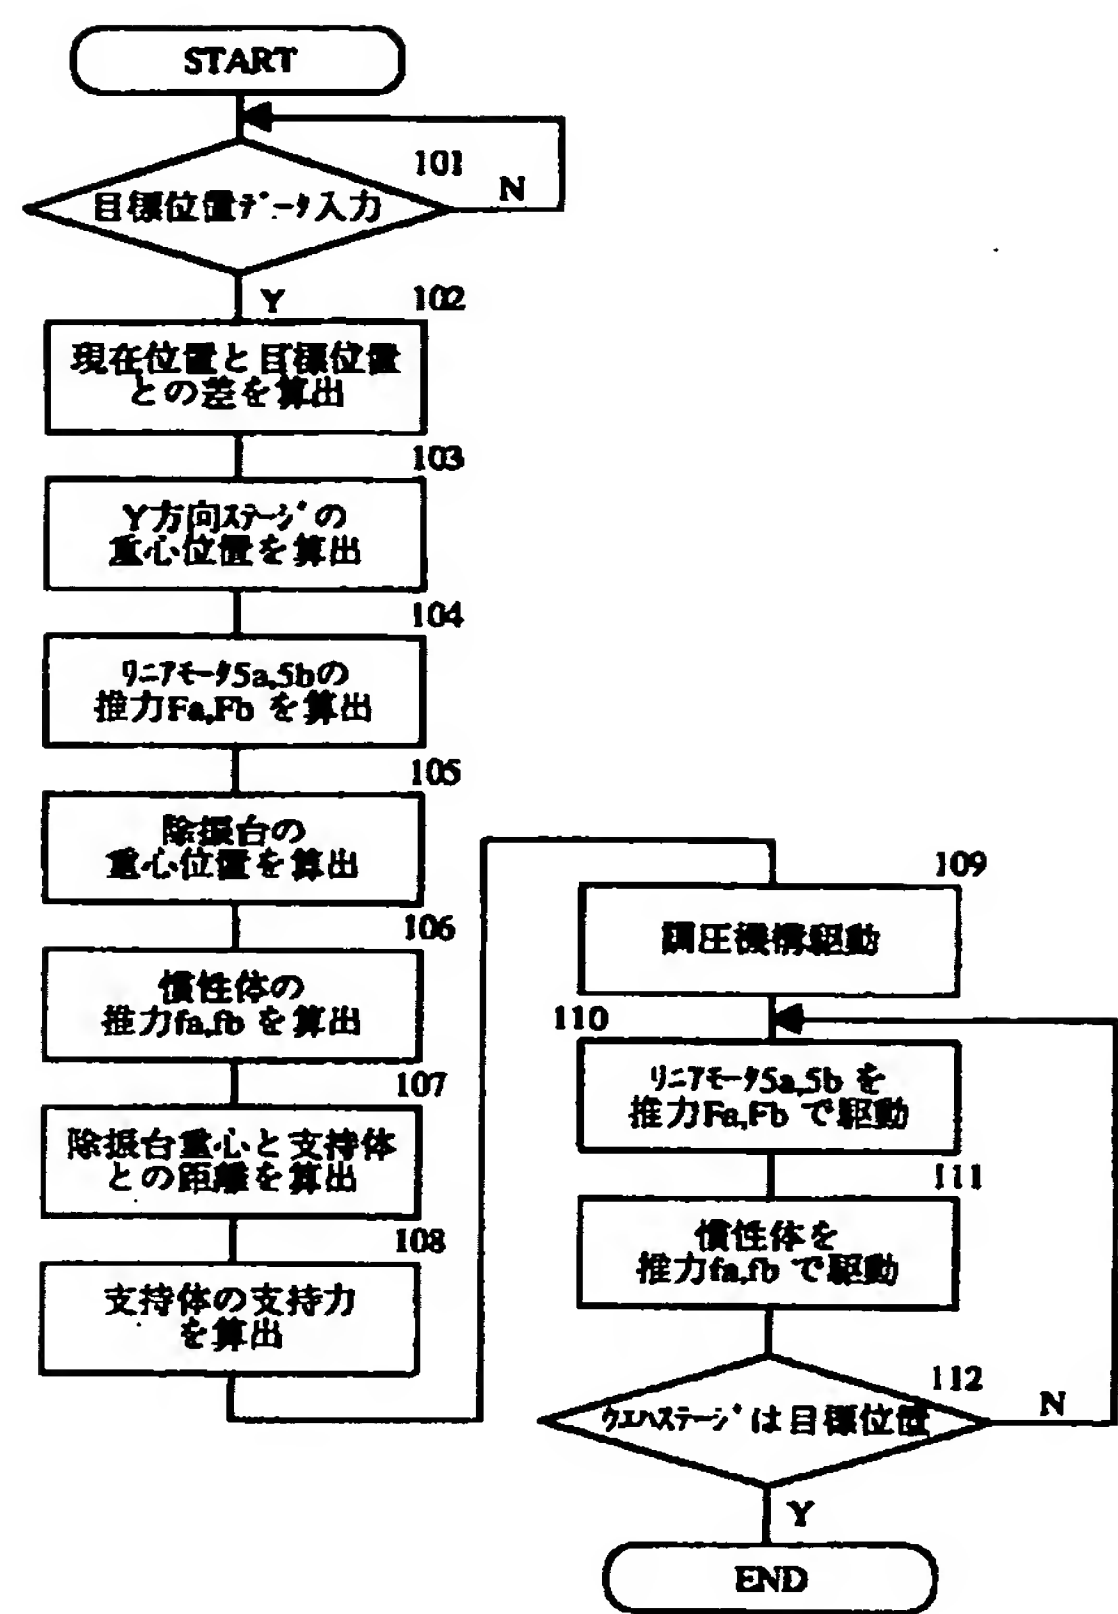 START
101
目標位置ﾃﾞｰﾀ入力
N
Y
102
現在位置と目標位置
との差を算出
103
Y方向ｽﾃｰｼﾞの
重心位置を算出
104
ﾘﾆｱﾓｰﾀ5a,5bの
推力Fa,Fb を算出
105
除振台の
重心位置を算出
106
慣性体の
推力fa,fb を算出
107
除振台重心と支持体
との距離を算出
108
支持体の支持力
を算出
109
調圧機構駆動
110
ﾘﾆｱﾓｰﾀ5a,5b を
推力Fa,Fb で駆動
111
慣性体を
推力fa,fb で駆動
112
ｳｴﾊｽﾃｰｼﾞは目標位置
N
Y
END